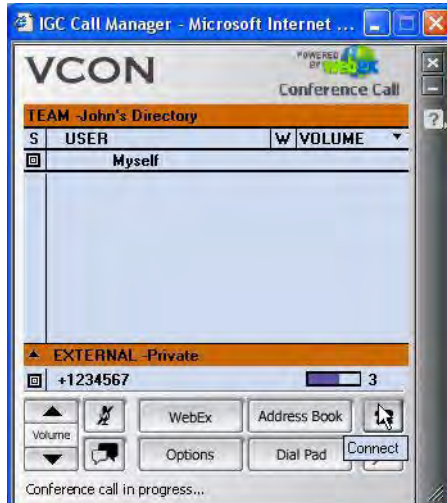 IGC Call Manager - Microsoft Internet ...
VCON
POWERED BY
Conference Call
TEAM -John's Directory
S USER W VOLUME
Myself
EXTERNAL -Private
+1234567 3
Volume
WebEx
Address Book
Options
Dial Pad
Connect
Conference call in progress...